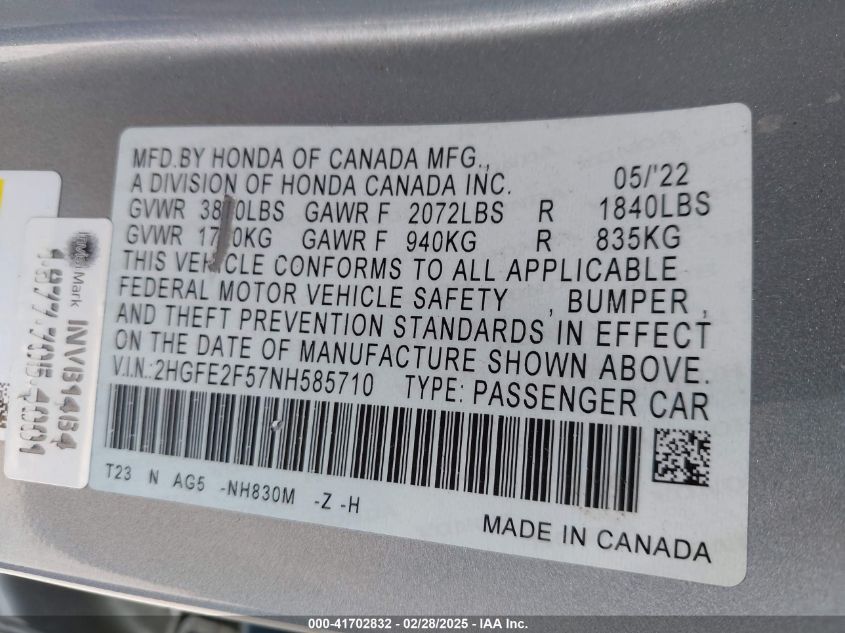 MFD.BY HONDA OF CANADA MFG.,
A DIVISION OF HONDA CANADA INC. 05/'22
GVWR LBS GAWR F 2072LBS R 1840LBS
GVWR KG GAWR F 940KG R 835KG
THIS VEHICLE CONFORMS TO ALL APPLICABLE
FEDERAL MOTOR VEHICLE SAFETY , BUMPER ,
AND THEFT PREVENTION STANDARDS IN EFFECT
ON THE DATE OF MANUFACTURE SHOWN ABOVE.
V.I.N.:2HGFE2F57NH585710 TYPE: PASSENGER CAR
T23 N AG5 -NH830M -Z -H
MADE IN CANADA
Mark
000-41702832 - 02/28/2025 - IAA Inc.